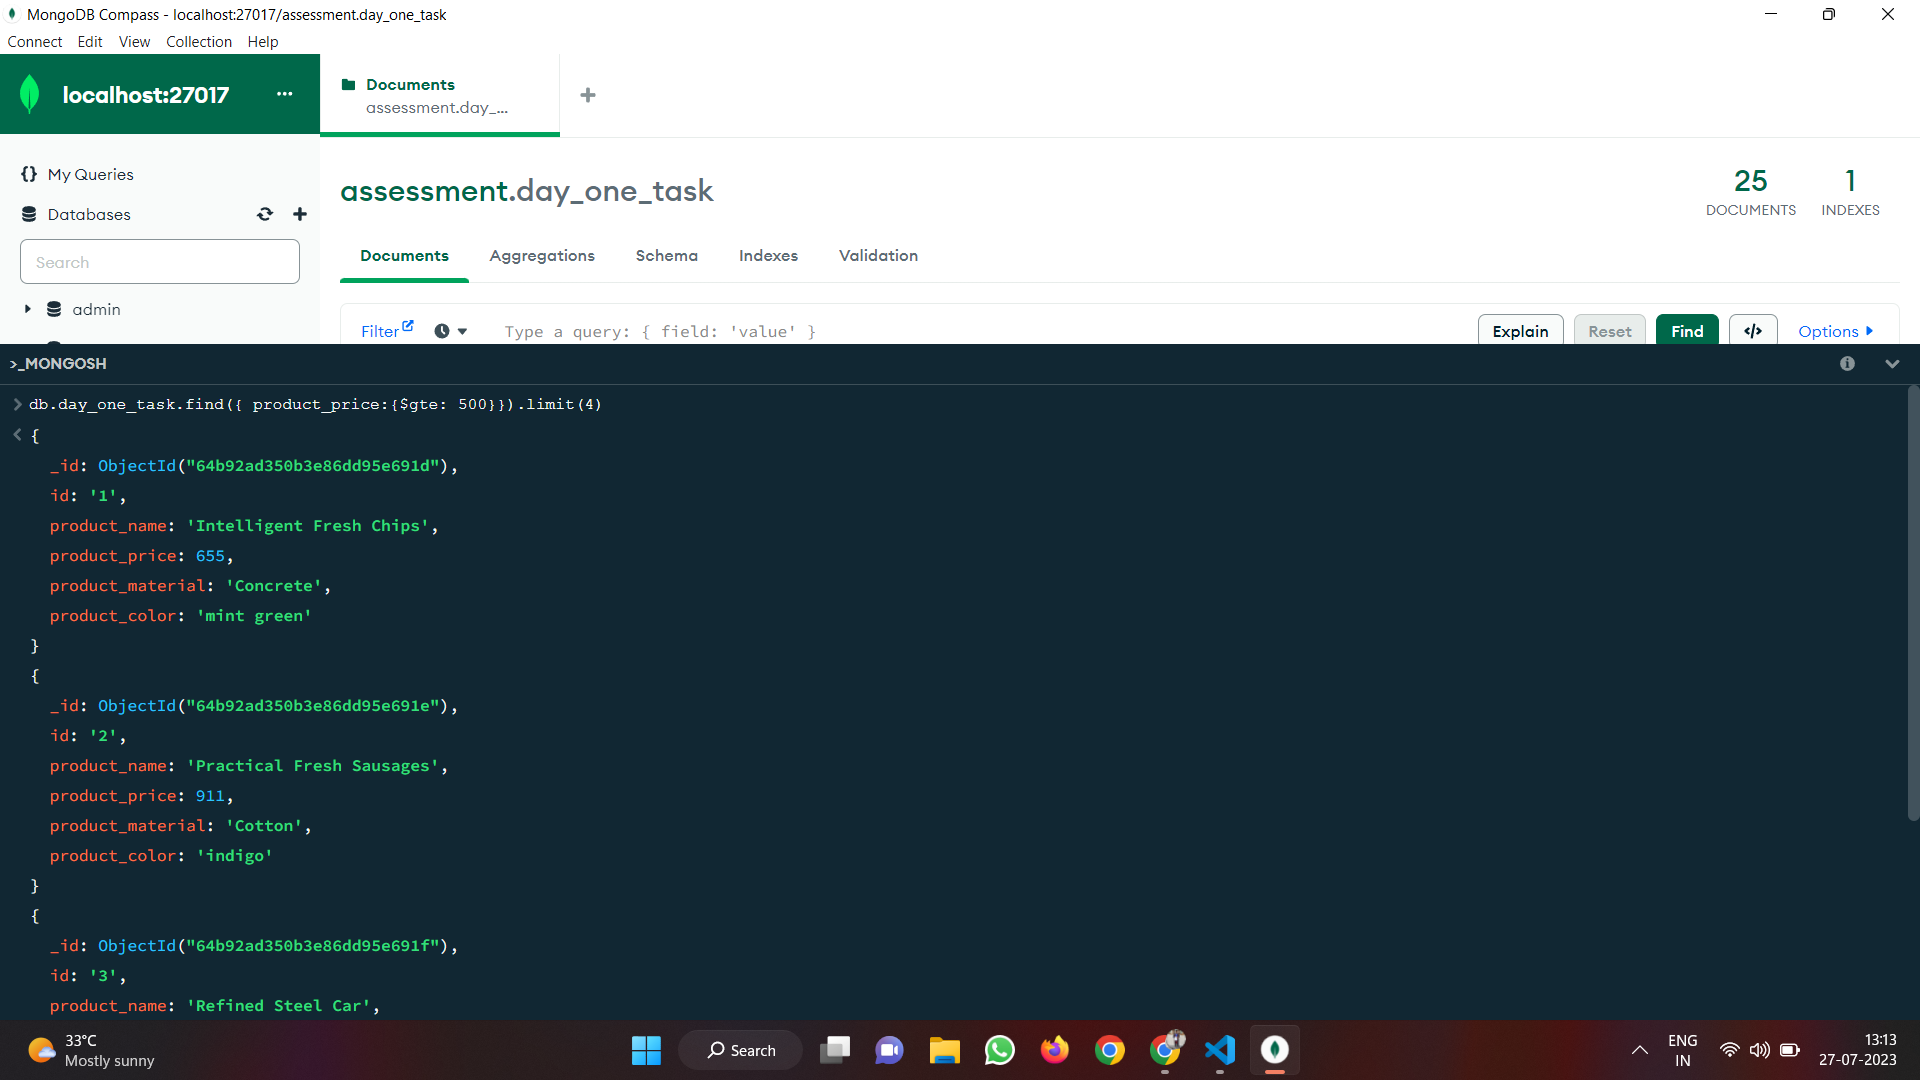 MongoDB Compass - localhost:27017/assessment.day_one_task
Connect Edit View Collection Help
localhost:27017 ...
Documents
assessment.day_...
My Queries
Databases
Search
admin
assessment.day_one_task
25
DOCUMENTS
1
INDEXES
Documents Aggregations Schema Indexes Validation
Filter Type a query: { field: 'value' } Explain Reset Find </> Options
>_MONGOSH
> db.day_one_task.find({ product_price:{$gte: 500}}).limit(4)
< {
_id: ObjectId("64b92ad350b3e86dd95e691d"),
id: '1',
product_name: 'Intelligent Fresh Chips',
product_price: 655,
product_material: 'Concrete',
product_color: 'mint green'
}
{
_id: ObjectId("64b92ad350b3e86dd95e691e"),
id: '2',
product_name: 'Practical Fresh Sausages',
product_price: 911,
product_material: 'Cotton',
product_color: 'indigo'
}
{
_id: ObjectId("64b92ad350b3e86dd95e691f"),
id: '3',
product_name: 'Refined Steel Car',
33°C
Mostly sunny
Search
ENG
IN
13:13
27-07-2023